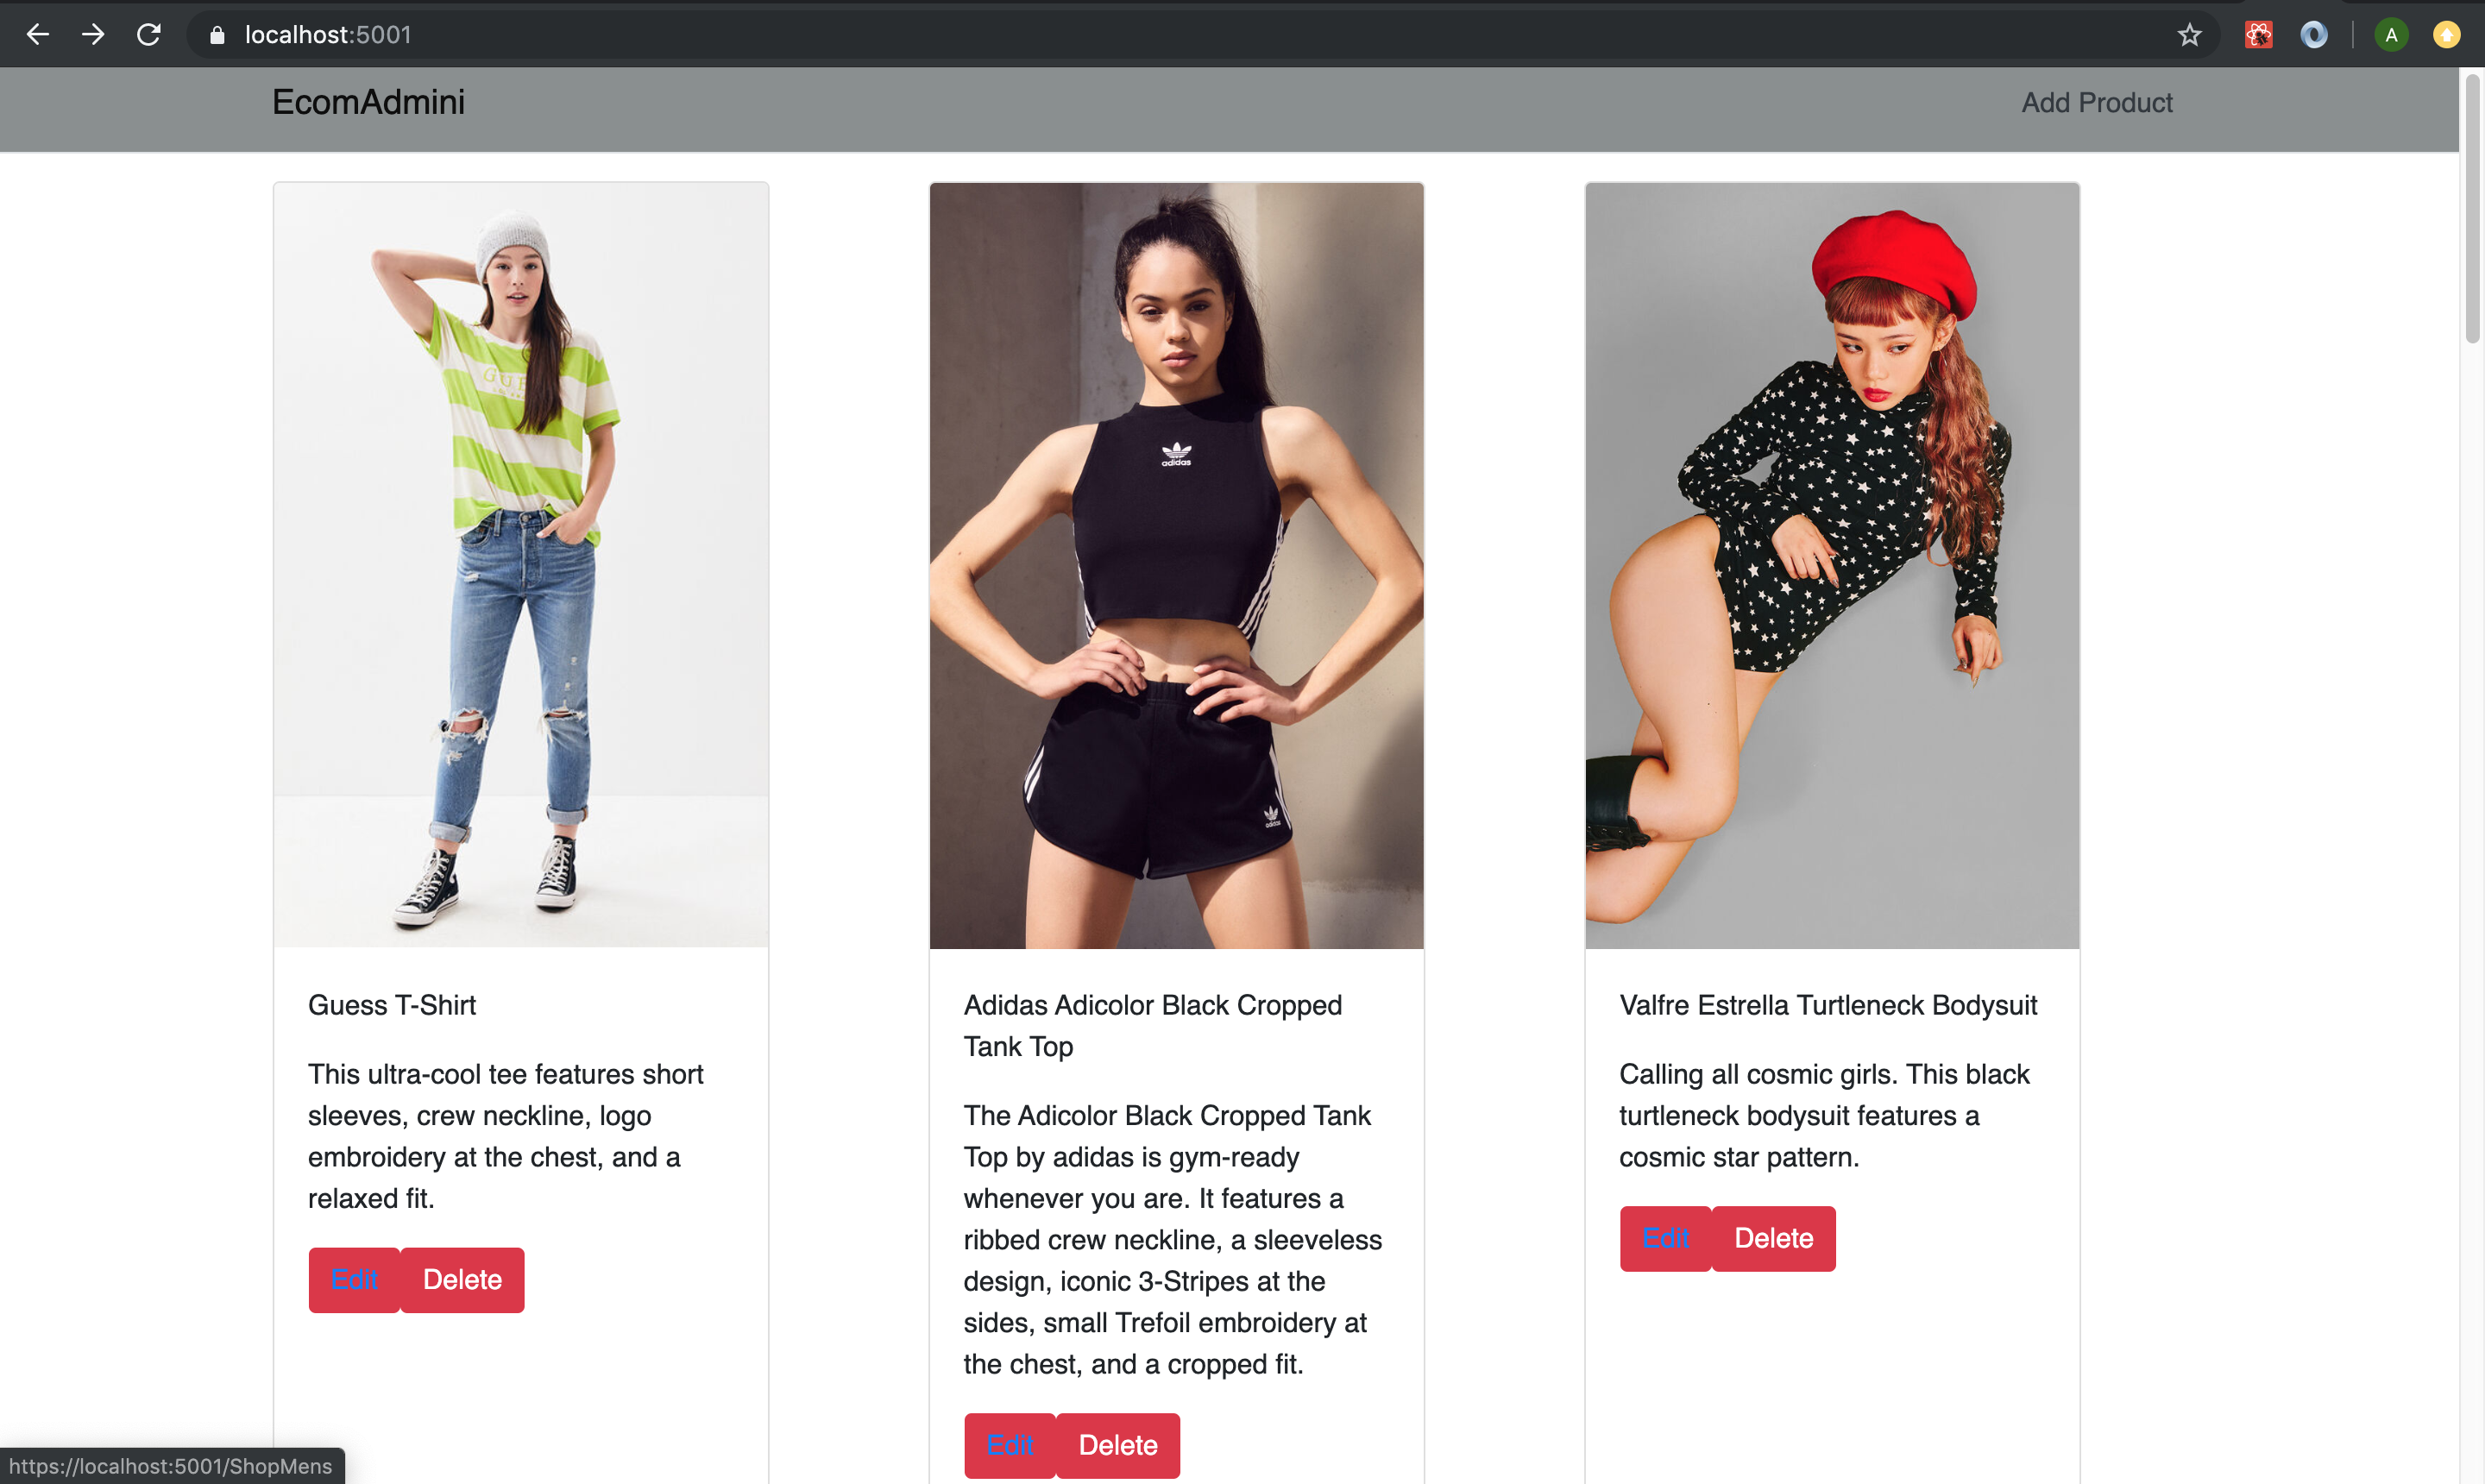 localhost:5001
A
EcomAdmini
Add Product
GUE
adidas
adidas
Guess T-Shirt
This ultra-cool tee features short
sleeves, crew neckline, logo
embroidery at the chest, and a
relaxed fit.
Edit
Delete
Adidas Adicolor Black Cropped
Tank Top
The Adicolor Black Cropped Tank
Top by adidas is gym-ready
whenever you are. It features a
ribbed crew neckline, a sleeveless
design, iconic 3-Stripes at the
sides, small Trefoil embroidery at
the chest, and a cropped fit.
Edit
Delete
Valfre Estrella Turtleneck Bodysuit
Calling all cosmic girls. This black
turtleneck bodysuit features a
cosmic star pattern.
Edit
Delete
https://localhost:5001/ShopMens